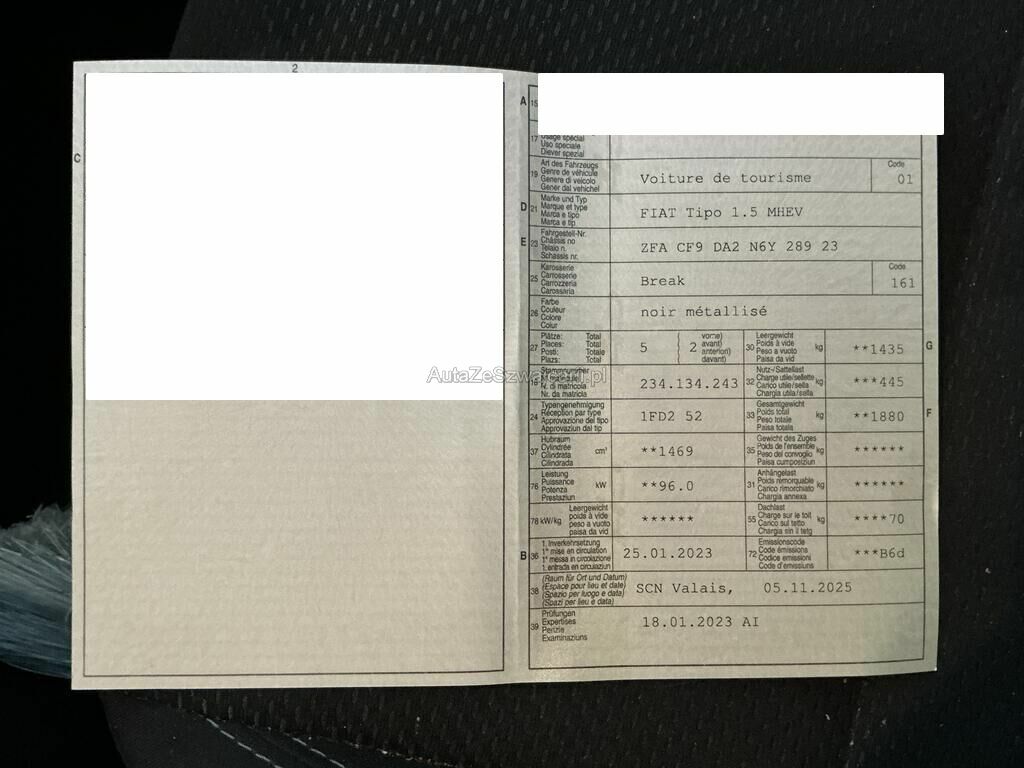 2
C
A 15
17 Usage spécial
Uso speciale
Diever spezial
19 Art des Fahrzeugs
Genre de véhicule
Genere di veicolo
Gener dal vehichel
Voiture de tourisme
Code
01
D 21 Marke und Typ
Marque et type
Marca e tipo
Marca e tip
FIAT Tipo 1.5 MHEV
E 23 Fahrgestell-Nr.
Châssis no
Telaio n.
Schassis nr.
ZFA CF9 DA2 N6Y 289 23
25 Karosserie
Carrosserie
Carrozzeria
Carossaria
Break
Code
161
26 Farbe
Couleur
Colore
Colur
noir métallisé
27 Plätze: Total
Places: Total
Posti: Totale
Plazs: Total
5 ( 2 vorne)
avant)
anteriori)
davant)
30 Leergewicht
Poids à vide
Peso a vuoto
Paisa da vid
kg
**1435
G
AutaZeSzwajcarii.pl
18 Stammnummer
N. di matricola
Nr. da matricla
234.134.243
32 Nutz-/Sattellast
Charge utile/sellette
Carico utile/sella
Chargia utila/sella
kg
***445
24 Typengenehmigung
Réception par type
Approvazione del tipo
Approvaziun dal tip
1FD2 52
33 Gesamtgewicht
Poids total
Peso totale
Paisa totala
kg
**1880
F
37 Hubraum
Cylindrée
Cilindrata
Cilindrada
cm³
**1469
35 Gewicht des Zuges
Poids de l'ensemble
Peso del convoglio
Paisa cumposiziun
kg
******
76 Leistung
Puissance
Potenza
Prestaziun
kW
**96.0
31 Anhängelast
Poids remorquable
Carico rimorchiato
Chargia annexa
kg
******
78 kW/kg
Leergewicht
poids à vide
peso a vuoto
paisa da vid
******
55 Dachlast
Charge sur le toit
Carico sul tetto
Chargia sin il tetg
kg
****70
B 36 1. Inverkehrsetzung
1re mise en circulation
1a messa in circolazione
1. entrada en circulaziun
25.01.2023
72 Emissionscode
Code émissions
Codice emissioni
Code d'emissiuns
***B6d
38 (Raum für Ort und Datum)
(Espace pour lieu et date)
(Spazio per luogo e data)
(Spazi per lieu e data)
SCN Valais, 05.11.2025
39 Prüfungen
Expertises
Perizie
Examinaziuns
18.01.2023 AI